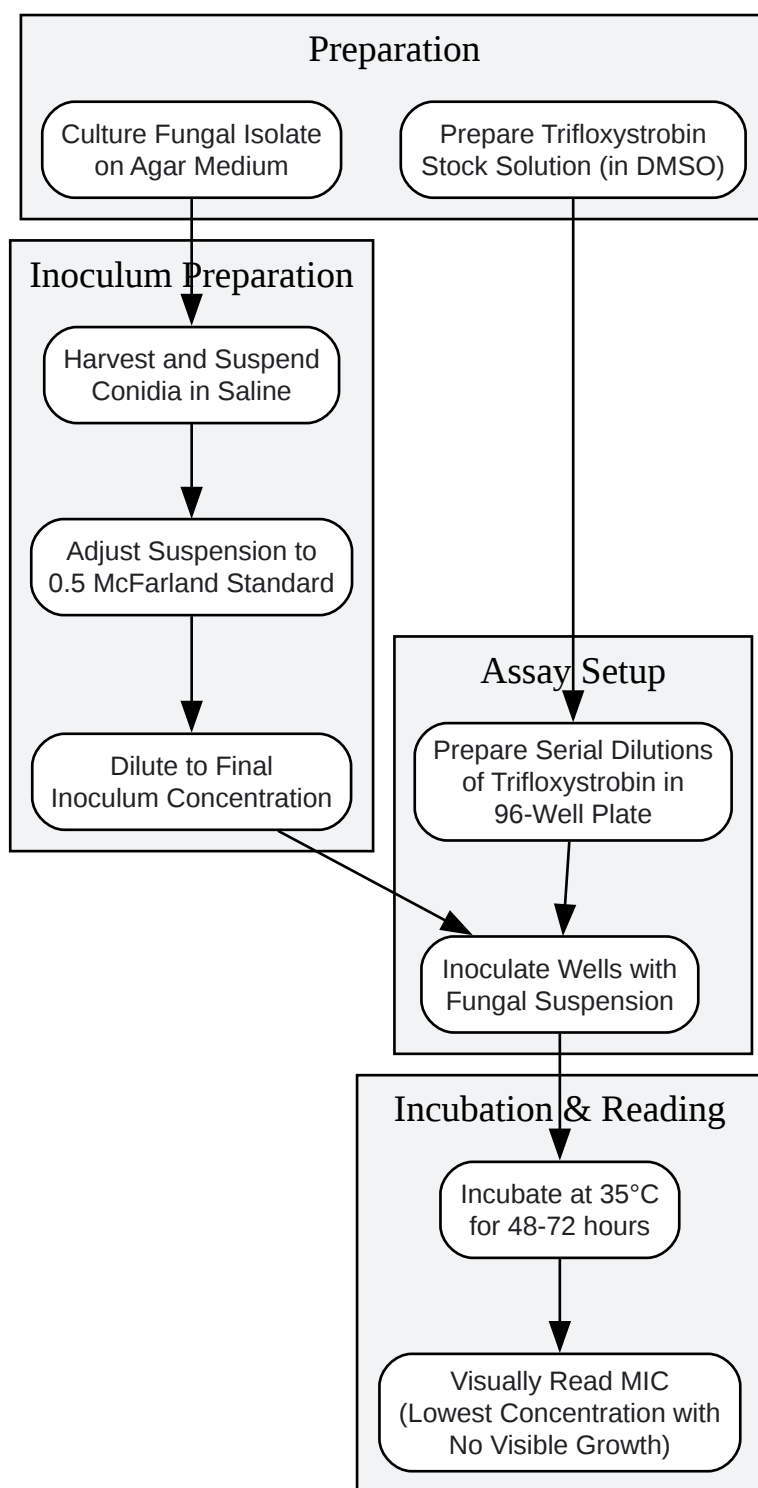 Preparation
Culture Fungal Isolate
on Agar Medium
Prepare Trifloxystrobin
Stock Solution (in DMSO)
Inoculum Preparation
Harvest and Suspend
Conidia in Saline
Adjust Suspension to
0.5 McFarland Standard
Dilute to Final
Inoculum Concentration
Assay Setup
Prepare Serial Dilutions
of Trifloxystrobin in
96-Well Plate
Inoculate Wells with
Fungal Suspension
Incubation & Reading
Incubate at 35°C
for 48-72 hours
Visually Read MIC
(Lowest Concentration with
No Visible Growth)